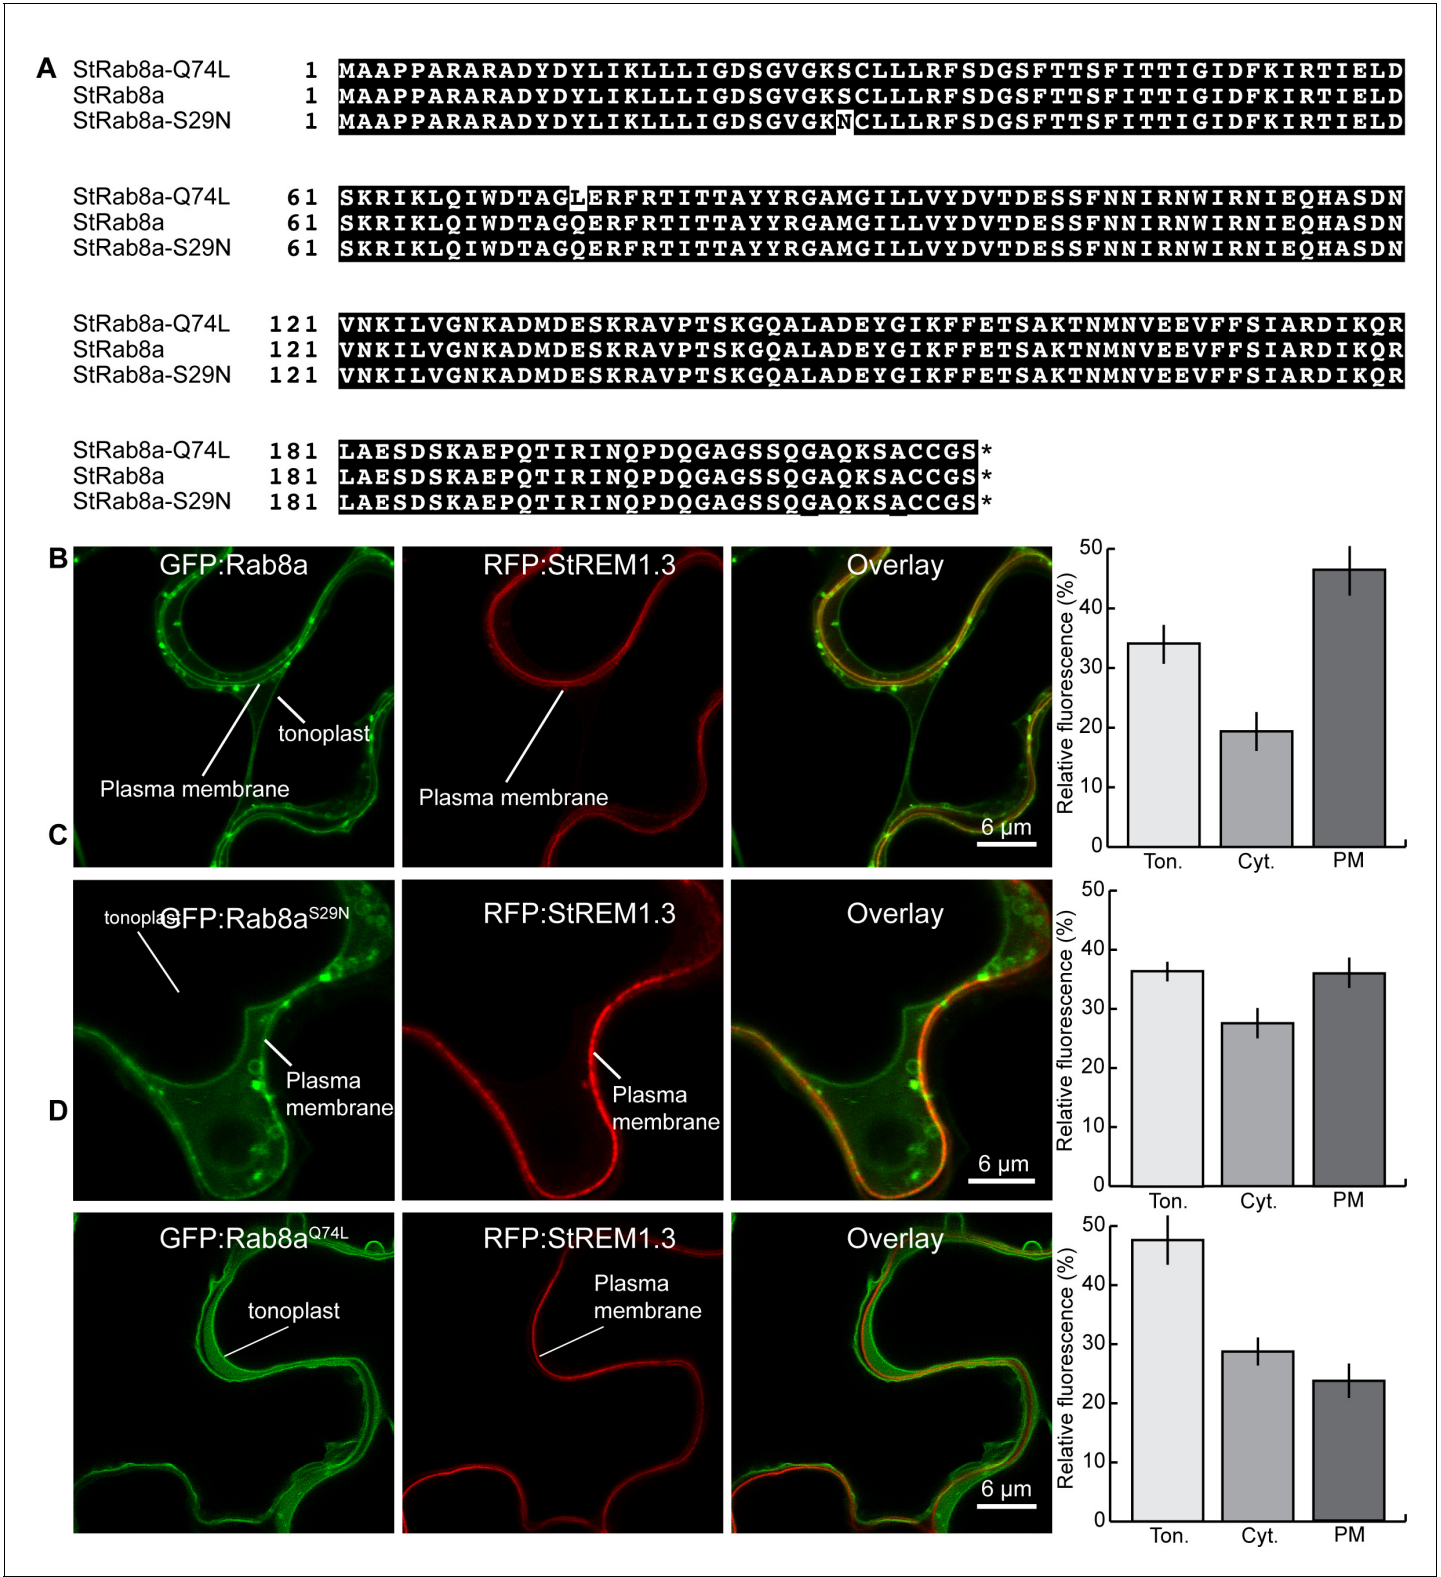 A
StRab8a-Q74L 1 MAAPPARARADYDYLIKLLLIGDSGVGKSCLLLRFSDGSFTTSFITTIGIDFKIRTIELD
StRab8a 1 MAAPPARARADYDYLIKLLLIGDSGVGKSCLLLRFSDGSFTTSFITTIGIDFKIRTIELD
StRab8a-S29N 1 MAAPPARARADYDYLIKLLLIGDSGVGKNCLLLRFSDGSFTTSFITTIGIDFKIRTIELD
StRab8a-Q74L 61 SKRIKLQIWDTAGLERFRTITTAYYRGAMGILLVYDVTDESSFNNIRNWIRNIEQHASDN
StRab8a 61 SKRIKLQIWDTAGQERFRTITTAYYRGAMGILLVYDVTDESSFNNIRNWIRNIEQHASDN
StRab8a-S29N 61 SKRIKLQIWDTAGQERFRTITTAYYRGAMGILLVYDVTDESSFNNIRNWIRNIEQHASDN
StRab8a-Q74L 121 VNKILVGNKADMDESKRAVPTSKGQALADEYGIKFFETSAKTNMNVEEVFFSIARDIKQR
StRab8a 121 VNKILVGNKADMDESKRAVPTSKGQALADEYGIKFFETSAKTNMNVEEVFFSIARDIKQR
StRab8a-S29N 121 VNKILVGNKADMDESKRAVPTSKGQALADEYGIKFFETSAKTNMNVEEVFFSIARDIKQR
StRab8a-Q74L 181 LAESDSKAEPQTIRINQPDQGAGSSQGAQKSACCGS*
StRab8a 181 LAESDSKAEPQTIRINQPDQGAGSSQGAQKSACCGS*
StRab8a-S29N 181 LAESDSKAEPQTIRINQPDQGAGSSQGAQKSACCGS*
B
GFP:Rab8a
tonoplast
Plasma membrane
RFP:StREM1.3
Plasma membrane
Overlay
6 µm
Relative fluorescence (%)
50
40
30
20
10
0
Ton. Cyt. PM
C
GFP:Rab8aS29N
tonoplast
Plasma
membrane
RFP:StREM1.3
Plasma
membrane
Overlay
6 µm
Relative fluorescence (%)
50
40
30
20
10
0
Ton. Cyt. PM
D
GFP:Rab8aQ74L
tonoplast
RFP:StREM1.3
Plasma
membrane
Overlay
6 µm
Relative fluorescence (%)
50
40
30
20
10
0
Ton. Cyt. PM